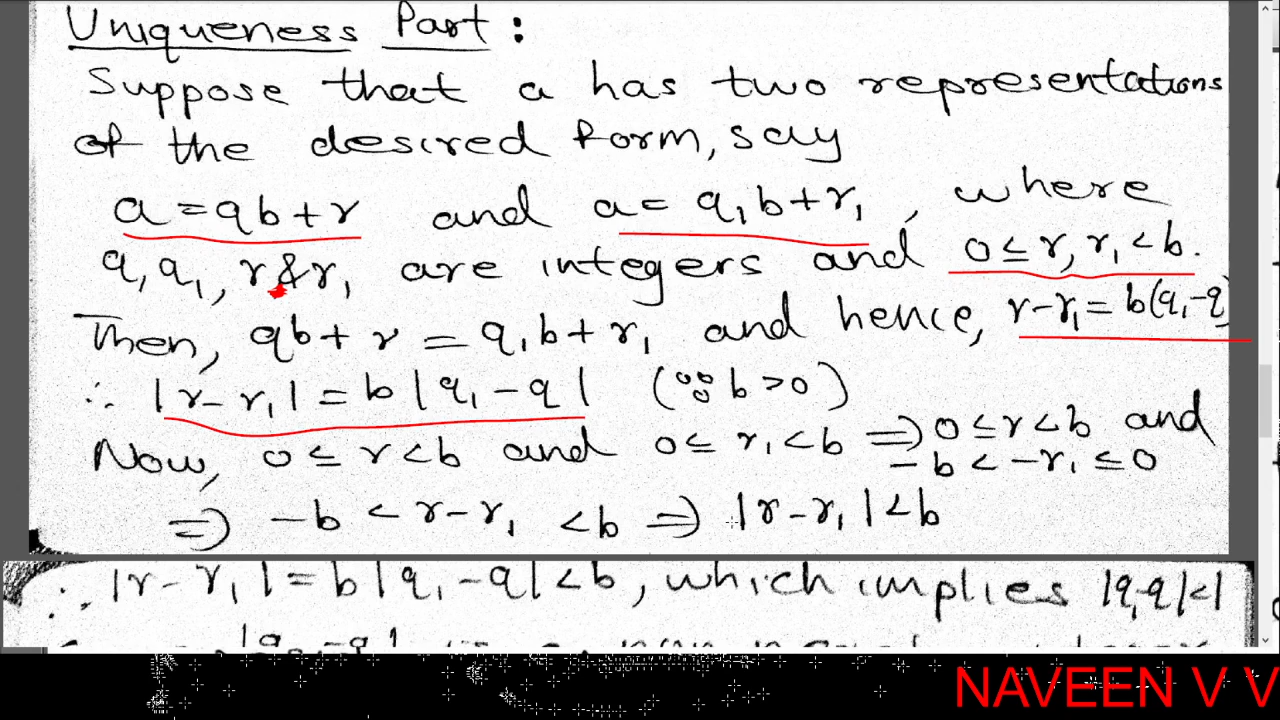 Uniqueness Part :
Suppose that a has two representations
of the desired form, say
a = qb + r and a = q₁b + r₁ , where
q, q₁, r & r₁ are integers and 0 ≤ r, r₁ < b.
Then, qb + r = q₁b + r₁ and hence, r - r₁ = b(q₁ - q)
∴ |r - r₁| = b |q₁ - q| (∵ b > 0)
Now, 0 ≤ r < b and 0 ≤ r₁ < b ⇒ 0 ≤ r < b and
-b < -r₁ ≤ 0
⇒ -b < r - r₁ < b ⇒ |r - r₁| < b
∴ |r - r₁| = b |q₁ - q| < b, which implies |q₁-q|<1
NAVEEN V V